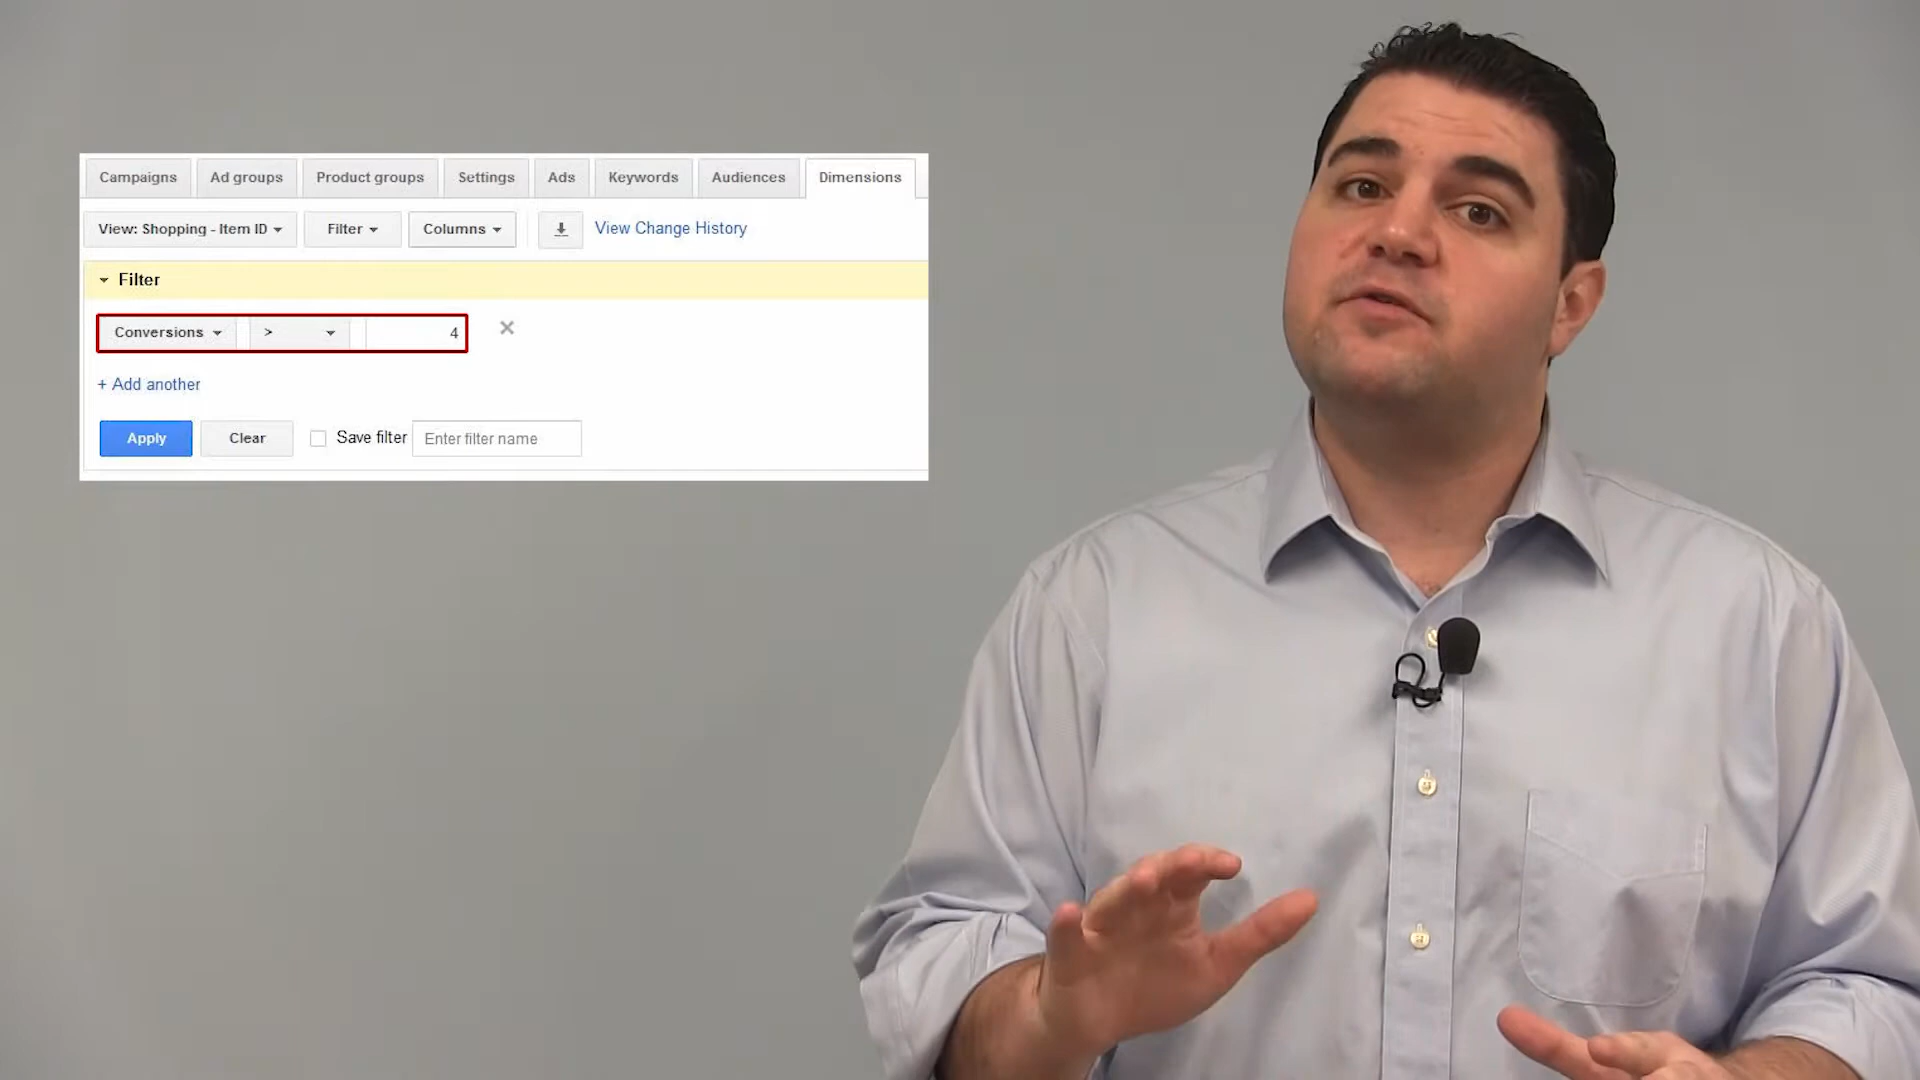 Campaigns Ad groups Product groups Settings Ads Keywords Audiences Dimensions
View: Shopping - Item ID Filter Columns View Change History
Filter
Conversions > 4
+ Add another
Apply Clear Save filter Enter filter name